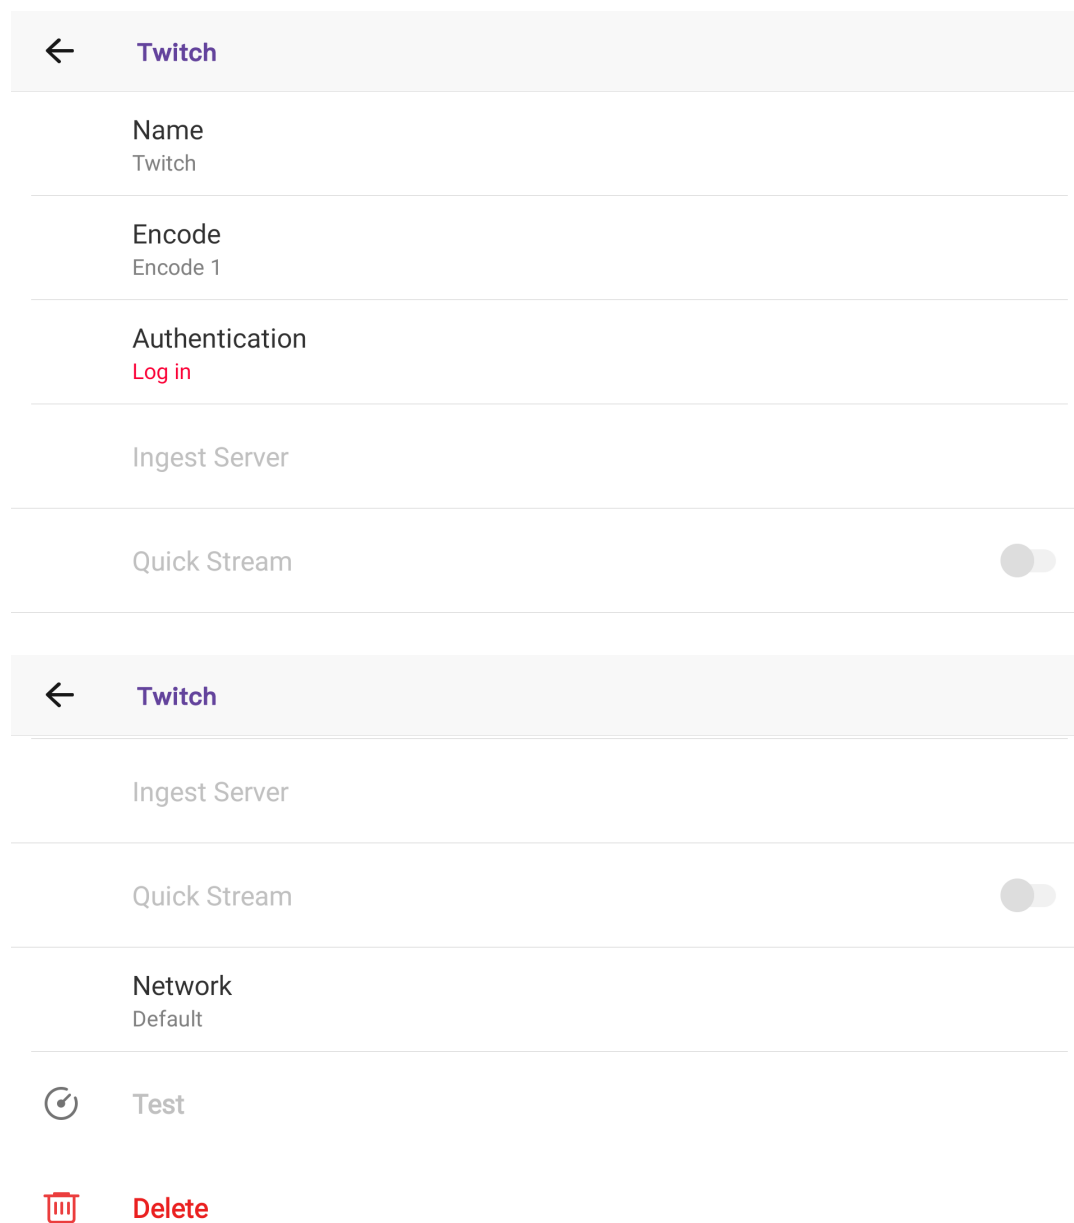 Twitch
Name
Twitch
Encode
Encode 1
Authentication
Log in
Ingest Server
Quick Stream
Twitch
Ingest Server
Quick Stream
Network
Default
Test
Delete